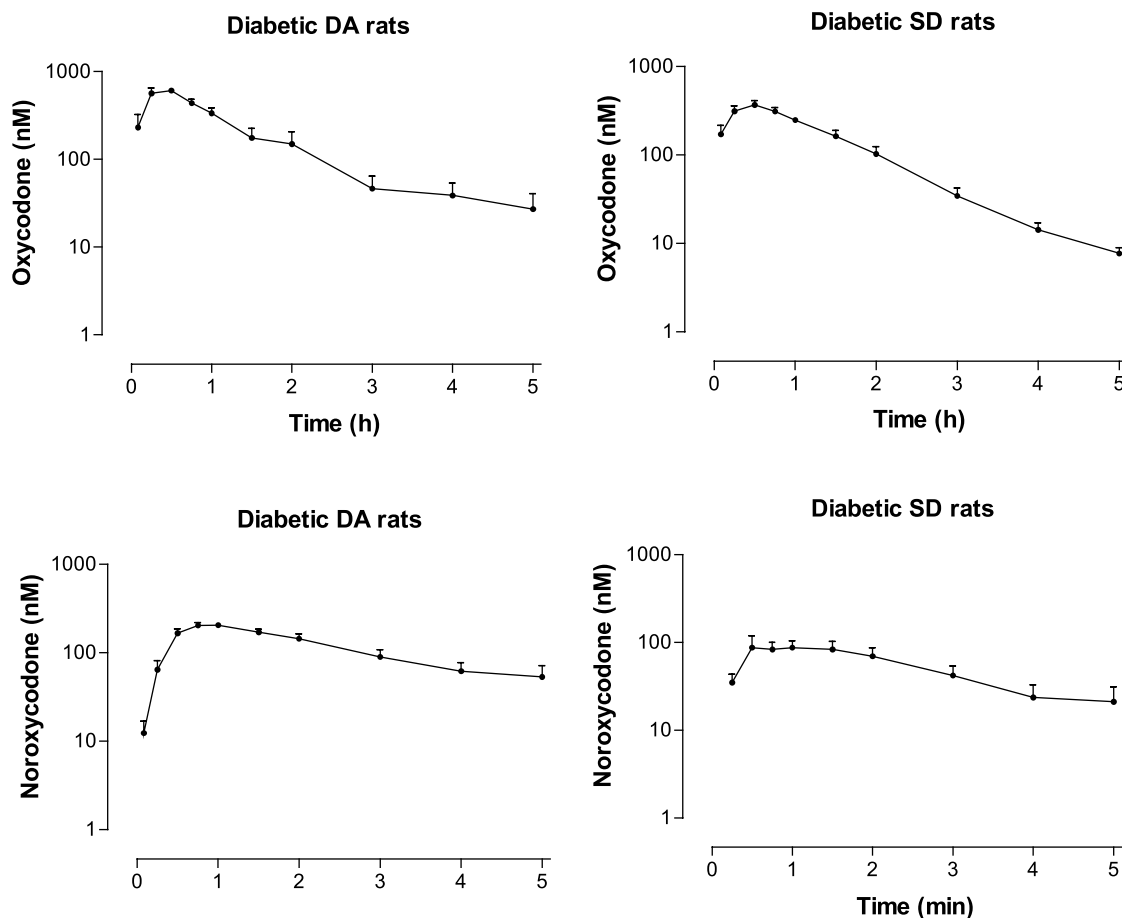 Diabetic DA rats
Oxycodone (nM)
1000
100
10
1
0 1 2 3 4 5
Time (h)
Diabetic SD rats
Oxycodone (nM)
1000
100
10
1
0 1 2 3 4 5
Time (h)
Diabetic DA rats
Noroxycodone (nM)
1000
100
10
1
0 1 2 3 4 5
Diabetic SD rats
Noroxycodone (nM)
1000
100
10
1
0 1 2 3 4 5
Time (min)